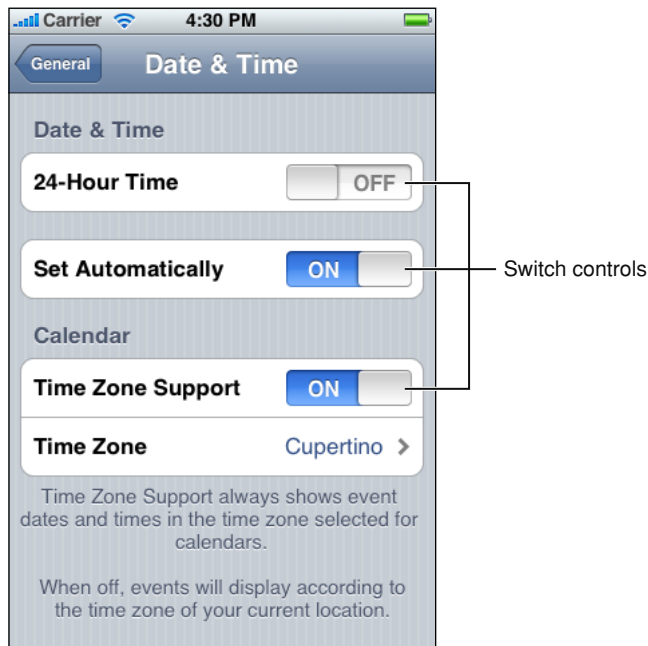 Carrier 4:30 PM
General Date & Time
Date & Time
24-Hour Time OFF
Set Automatically ON
Switch controls
Calendar
Time Zone Support ON
Time Zone Cupertino
Time Zone Support always shows event
dates and times in the time zone selected for
calendars.
When off, events will display according to
the time zone of your current location.